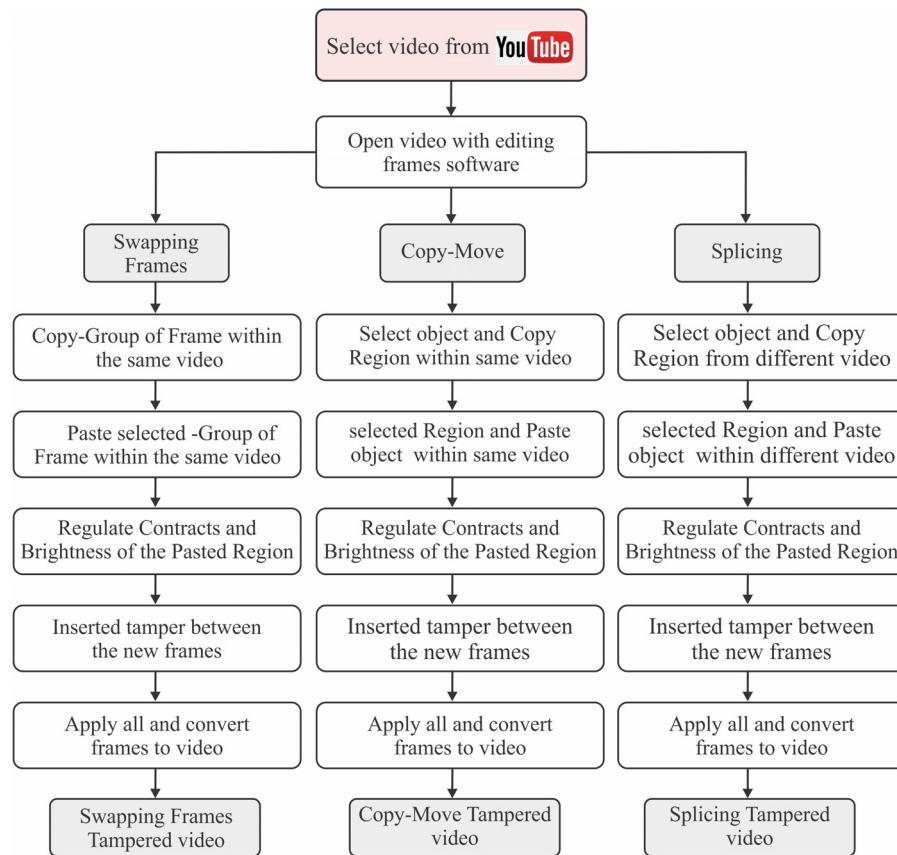 Select video from YouTube
Open video with editing
frames software
Swapping
Frames
Copy-Move
Splicing
Copy-Group of Frame within
the same video
Select object and Copy
Region within same video
Select object and Copy
Region from different video
Paste selected -Group of
Frame within the same video
selected Region and Paste
object within same video
selected Region and Paste
object within different video
Regulate Contracts and
Brightness of the Pasted Region
Regulate Contracts and
Brightness of the Pasted Region
Regulate Contracts and
Brightness of the Pasted Region
Inserted tamper between
the new frames
Inserted tamper between
the new frames
Inserted tamper between
the new frames
Apply all and convert
frames to video
Apply all and convert
frames to video
Apply all and convert
frames to video
Swapping Frames
Tampered video
Copy-Move Tampered
video
Splicing Tampered
video